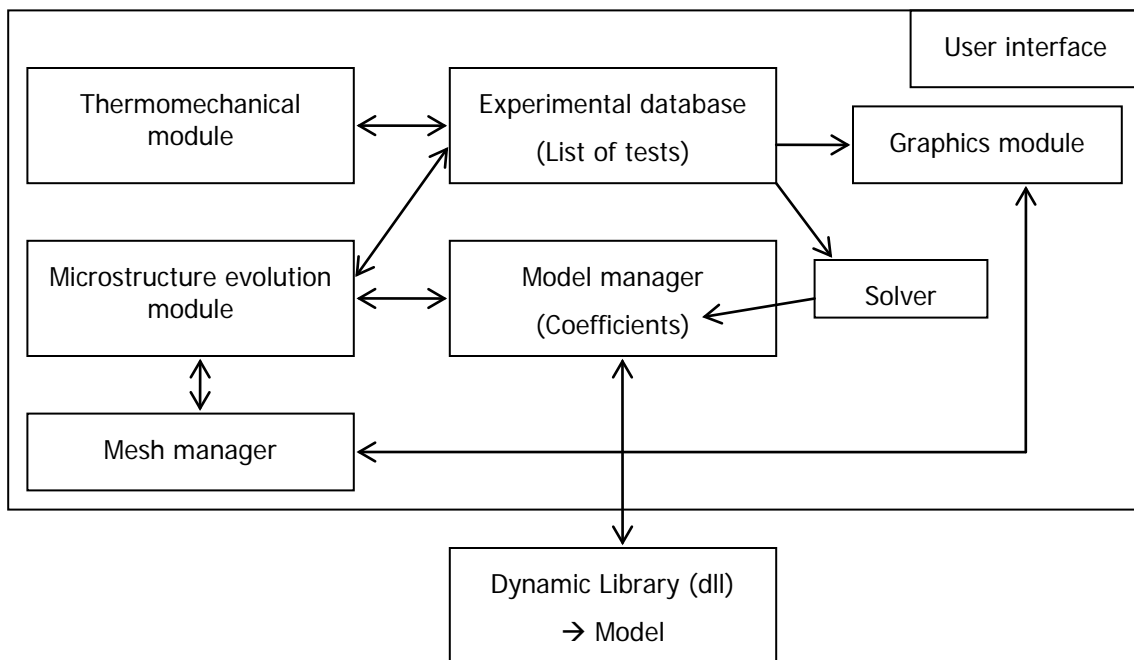 User interface
Thermomechanical
module
Experimental database
(List of tests)
Graphics module
Microstructure evolution
module
Model manager
(Coefficients)
Solver
Mesh manager
Dynamic Library (dll)
→ Model